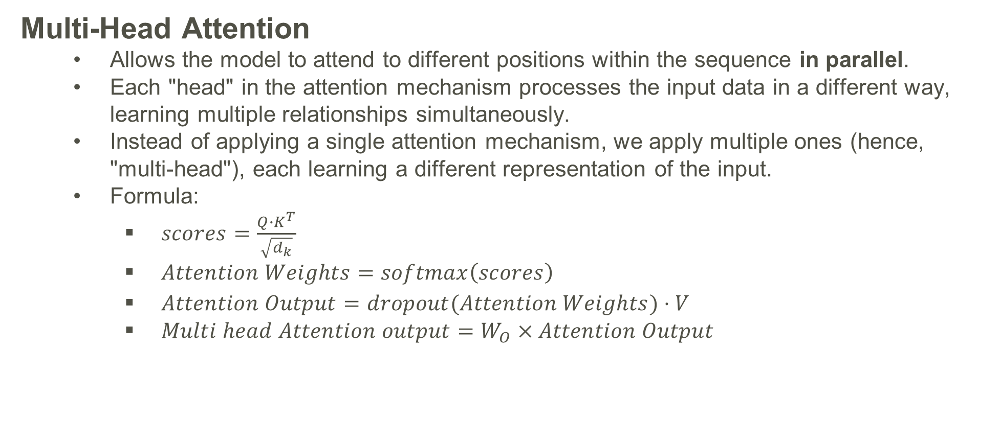 Multi-Head Attention
• Allows the model to attend to different positions within the sequence in parallel.
• Each "head" in the attention mechanism processes the input data in a different way,
learning multiple relationships simultaneously.
• Instead of applying a single attention mechanism, we apply multiple ones (hence,
"multi-head"), each learning a different representation of the input.
• Formula:
▪ scores = \frac{Q·K^T}{\sqrt{d_k}}
▪ Attention Weights = softmax(scores)
▪ Attention Output = dropout(Attention Weights) · V
▪ Multi head Attention output = W_O × Attention Output